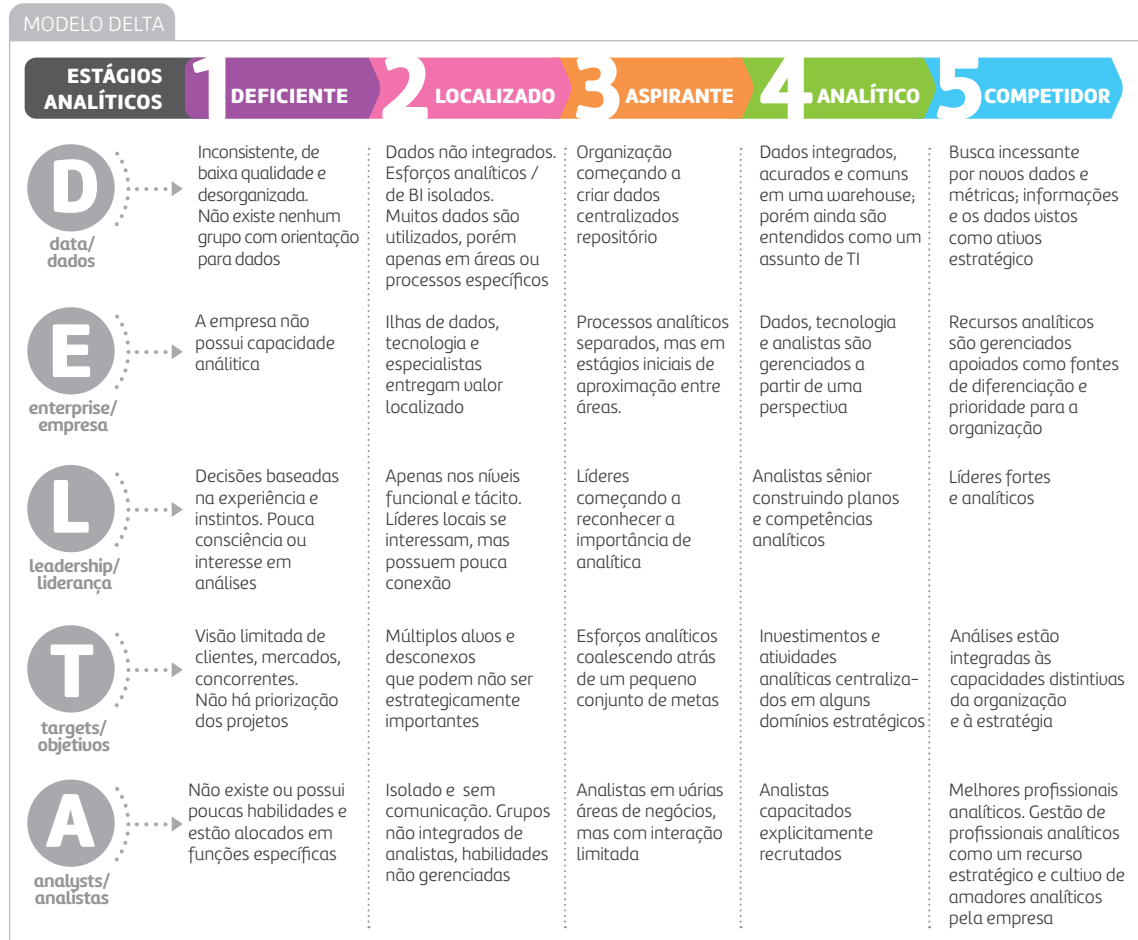 MODELO DELTA
ESTÁGIOS
ANALÍTICOS
1 DEFICIENTE
2 LOCALIZADO
3 ASPIRANTE
4 ANALÍTICO
5 COMPETIDOR
D
data/
dados
Inconsistente, de
baixa qualidade e
desorganizada.
Não existe nenhum
grupo com orientação
para dados
Dados não integrados.
Esforços analíticos /
de BI isolados.
Muitos dados são
utilizados, porém
apenas em áreas ou
processos específicos
Organização
começando a
criar dados
centralizados
repositório
Dados integrados,
acurados e comuns
em uma warehouse;
porém ainda são
entendidos como um
assunto de TI
Busca incessante
por novos dados e
métricas; informações
e os dados vistos
como ativos
estratégico
E
enterprise/
empresa
A empresa não
possui capacidade
análitica
Ilhas de dados,
tecnologia e
especialistas
entregam valor
localizado
Processos analíticos
separados, mas em
estágios iniciais de
aproximação entre
áreas.
Dados, tecnologia
e analistas são
gerenciados a
partir de uma
perspectiva
Recursos analíticos
são gerenciados
apoiados como fontes
de diferenciação e
prioridade para a
organização
L
leadership/
liderança
Decisões baseadas
na experiência e
instintos. Pouca
consciência ou
interesse em
análises
Apenas nos níveis
funcional e tácito.
Líderes locais se
interessam, mas
possuem pouca
conexão
Líderes
começando a
reconhecer a
importância de
analítica
Analistas sênior
construindo planos
e competências
analíticos
Líderes fortes
e analíticos
T
targets/
objetivos
Visão limitada de
clientes, mercados,
concorrentes.
Não há priorização
dos projetos
Múltiplos alvos e
desconexos
que podem não ser
estrategicamente
importantes
Esforços analíticos
coalescendo atrás
de um pequeno
conjunto de metas
Investimentos e
atividades
analíticas centraliza-
dos em alguns
domínios estratégicos
Análises estão
integradas às
capacidades distintivas
da organização
e à estratégia
A
analysts/
analistas
Não existe ou possui
poucas habilidades e
estão alocados em
funções específicas
Isolado e sem
comunicação. Grupos
não integrados de
analistas, habilidades
não gerenciadas
Analistas em várias
áreas de negócios,
mas com interação
limitada
Analistas
capacitados
explicitamente
recrutados
Melhores profissionais
analíticos. Gestão de
profissionais analíticos
como um recurso
estratégico e cultivo de
amadores analíticos
pela empresa